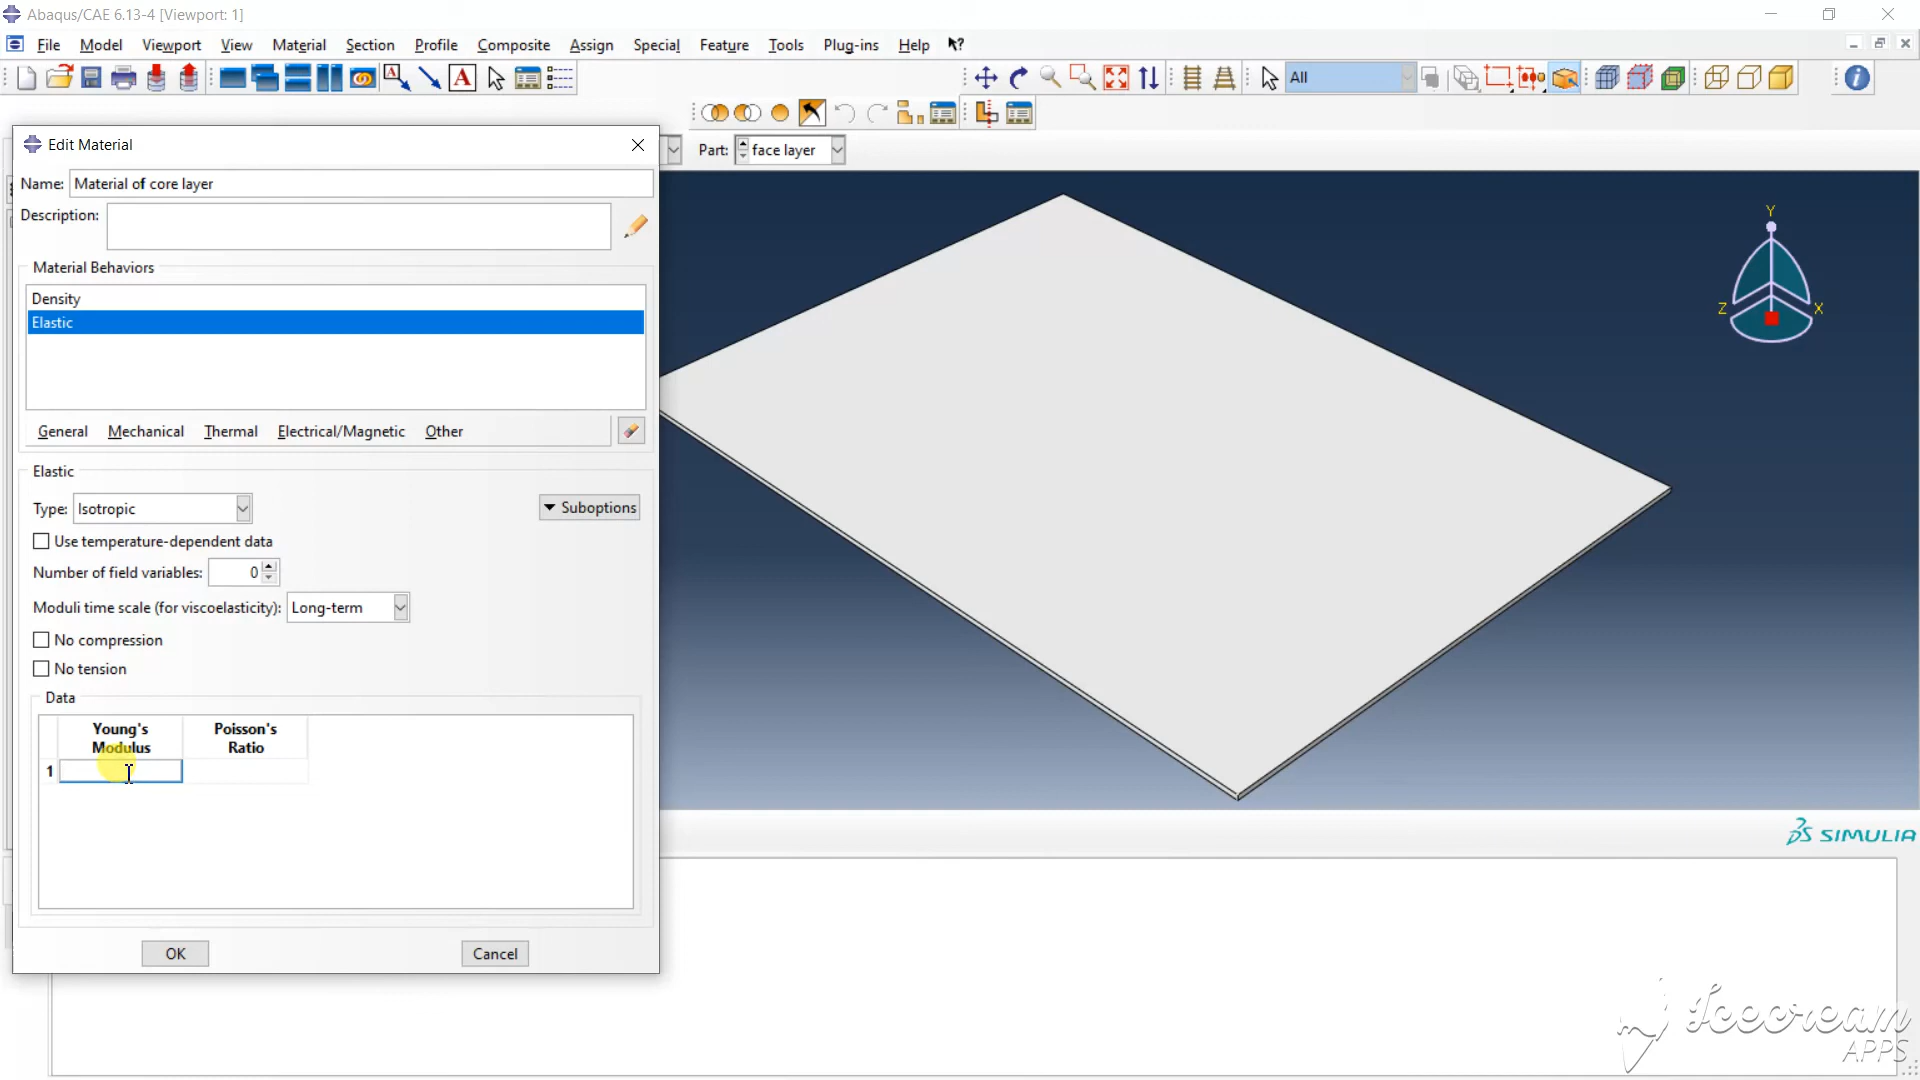 Abaqus/CAE 6.13-4 [Viewport: 1]
File Model Viewport View Material Section Profile Composite Assign Special Feature Tools Plug-ins Help
All
Edit Material
Part: face layer
Name: Material of core layer
Description:
Material Behaviors
Density
Elastic
General Mechanical Thermal Electrical/Magnetic Other
Elastic
Type: Isotropic
Suboptions
Use temperature-dependent data
Number of field variables: 0
Moduli time scale (for viscoelasticity): Long-term
No compression
No tension
Data
Young's Modulus
Poisson's Ratio
1
OK Cancel
Y
Z X
SIMULIA
Icecream
APPS